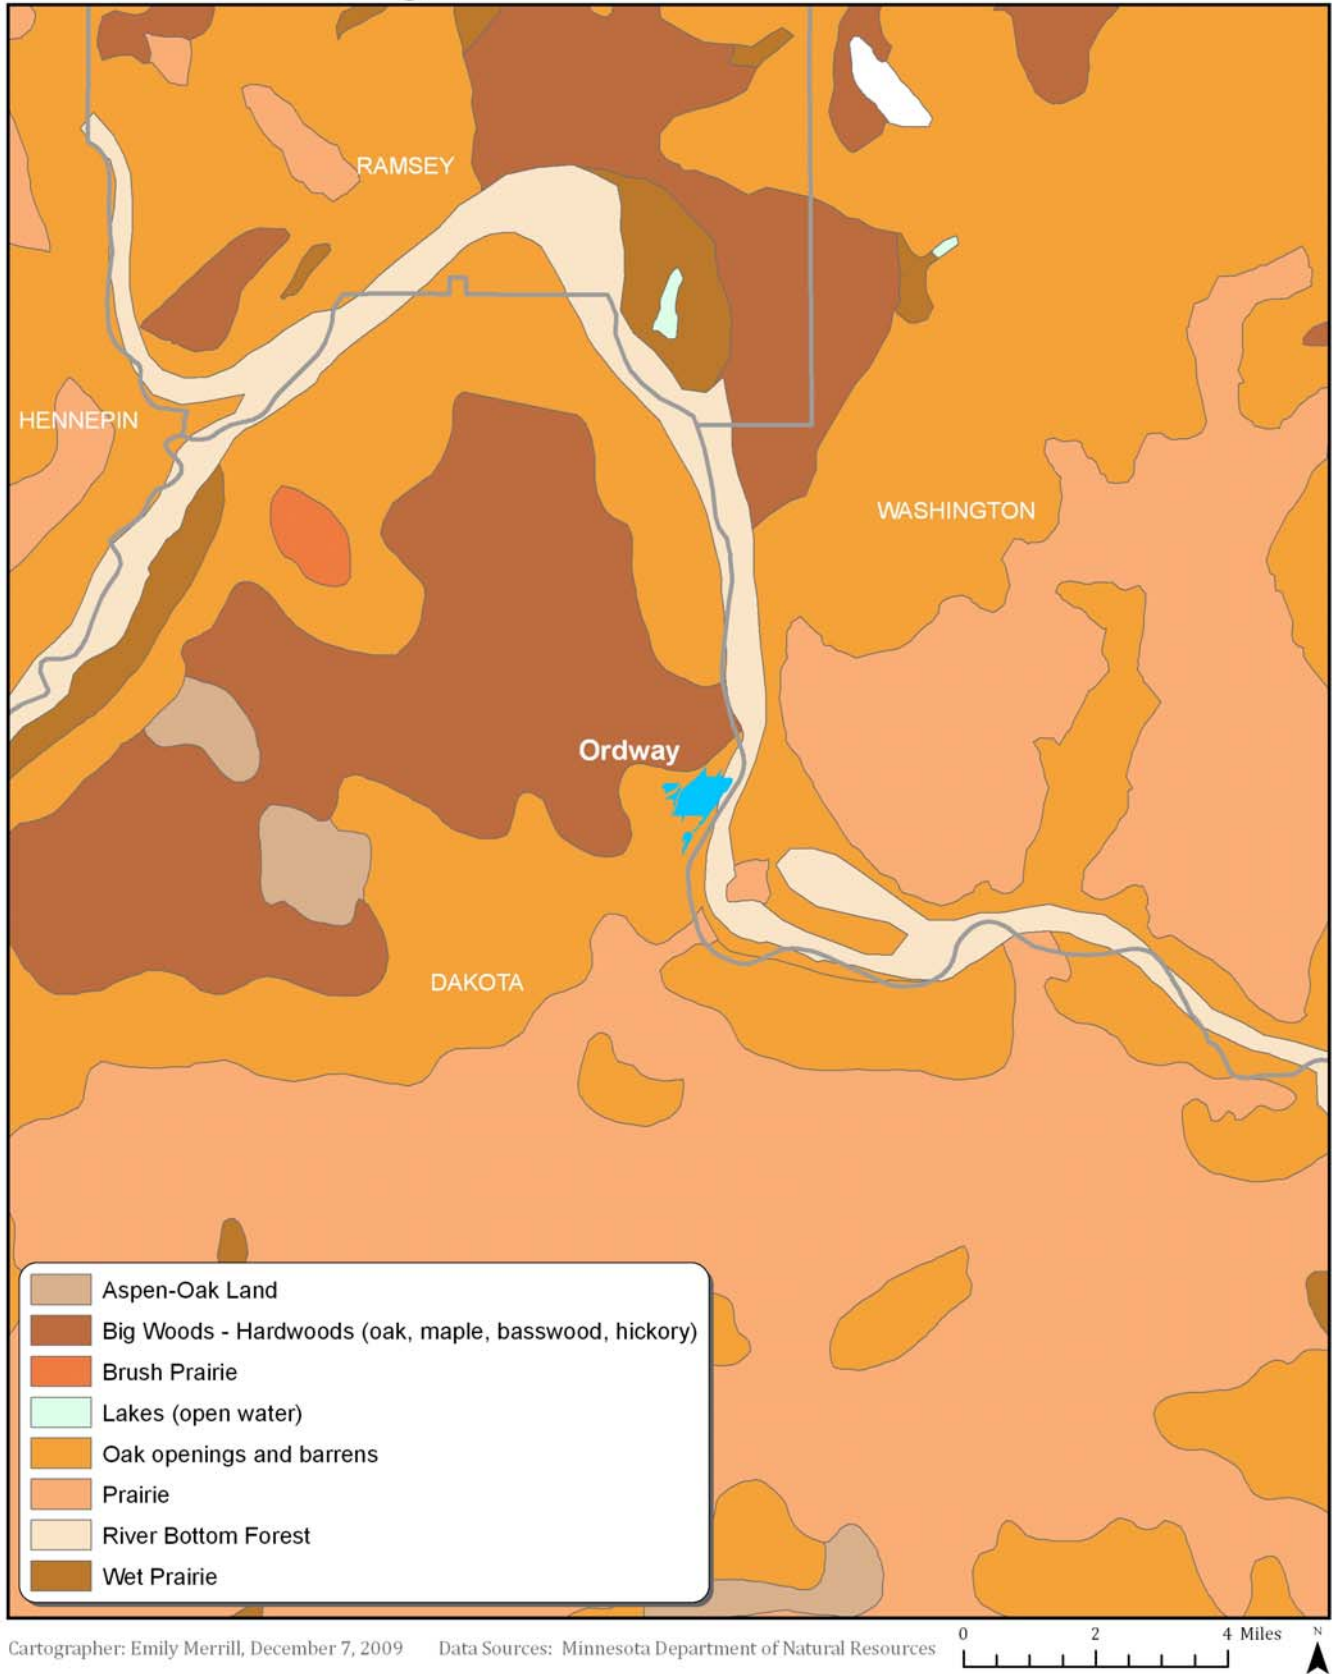 RAMSEY
HENNEPIN
WASHINGTON
Ordway
DAKOTA
Aspen-Oak Land
Big Woods - Hardwoods (oak, maple, basswood, hickory)
Brush Prairie
Lakes (open water)
Oak openings and barrens
Prairie
River Bottom Forest
Wet Prairie
Cartographer: Emily Merrill, December 7, 2009 Data Sources: Minnesota Department of Natural Resources
0 2 4 Miles N